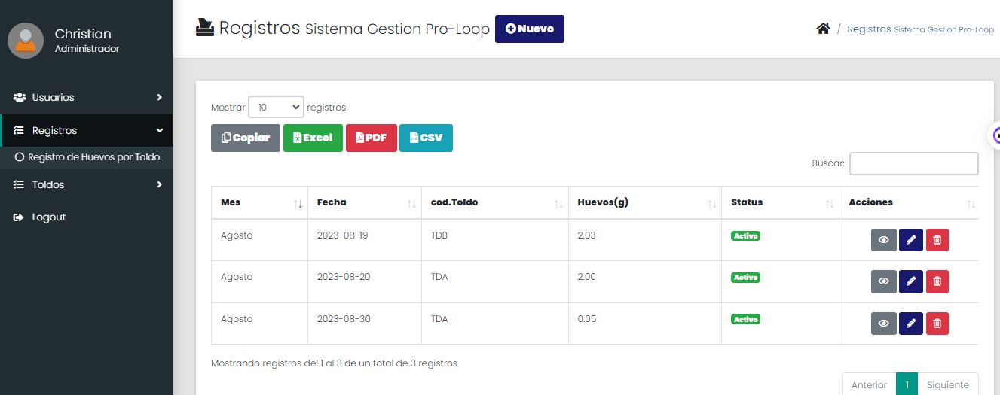 Christian
Administrador
Usuarios
Registros
Registro de Huevos por Toldo
Toldos
Logout
Registros Sistema Gestion Pro-Loop Nuevo
/ Registros Sistema Gestion Pro-Loop
Mostrar 10 registros
Copiar Excel PDF CSV
Buscar:
Mes Fecha cod.Toldo Huevos(g) Status Acciones
Agosto 2023-08-19 TDB 2.03 Activo
Agosto 2023-08-20 TDA 2.00 Activo
Agosto 2023-08-30 TDA 0.05 Activo
Mostrando registros del 1 al 3 de un total de 3 registros
Anterior 1 Siguiente